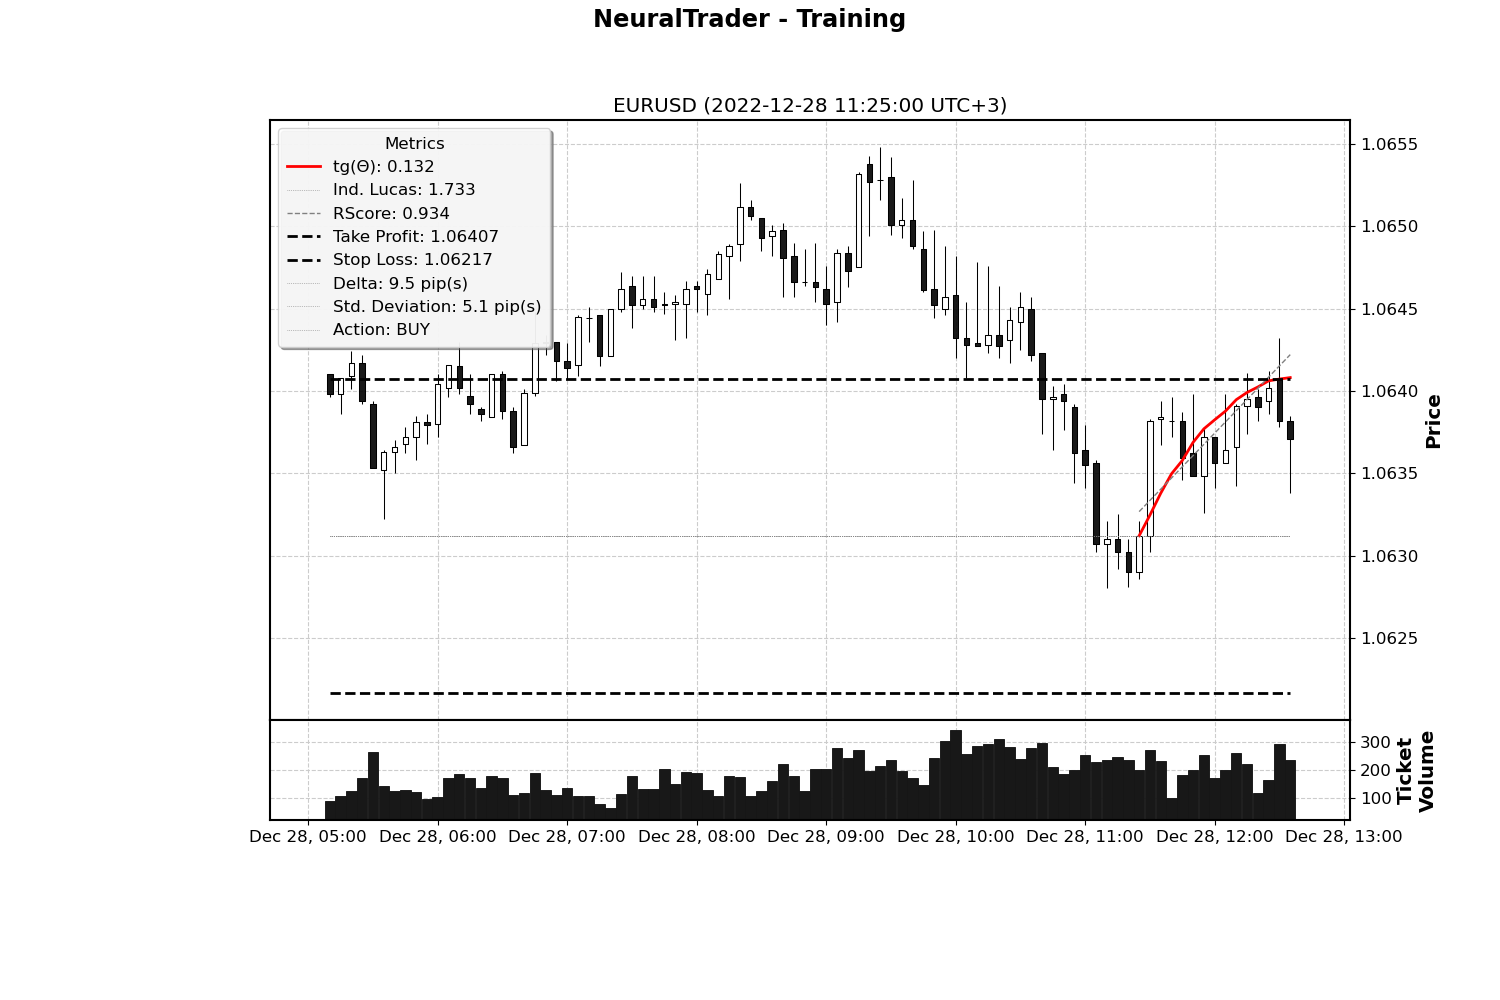 NeuralTrader - Training
EURUSD (2022-12-28 11:25:00 UTC+3)
Metrics
tg(Θ): 0.132
Ind. Lucas: 1.733
RScore: 0.934
Take Profit: 1.06407
Stop Loss: 1.06217
Delta: 9.5 pip(s)
Std. Deviation: 5.1 pip(s)
Action: BUY
1.0655
1.0650
1.0645
1.0640
1.0635
1.0630
1.0625
Price
300
200
100
Ticket
Volume
Dec 28, 05:00 Dec 28, 06:00 Dec 28, 07:00 Dec 28, 08:00 Dec 28, 09:00 Dec 28, 10:00 Dec 28, 11:00 Dec 28, 12:00 Dec 28, 13:00